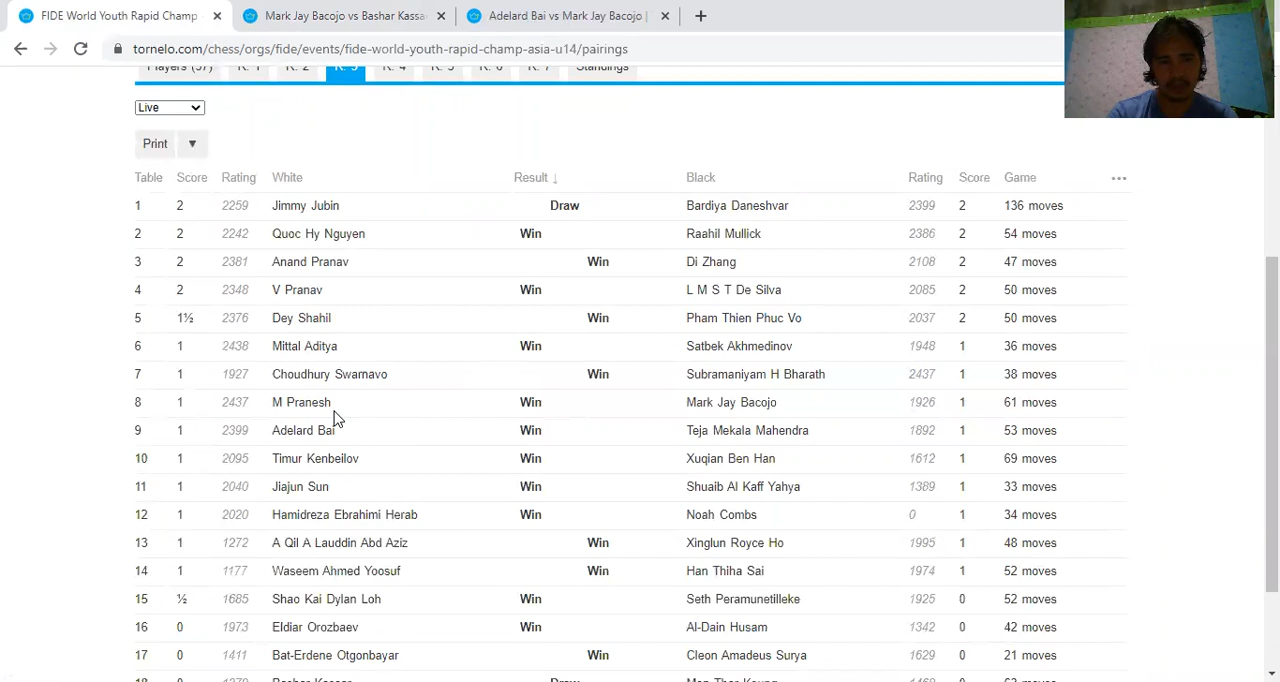 FIDE World Youth Rapid Champ
Mark Jay Bacojo vs Bashar Kassa
Adelard Bai vs Mark Jay Bacojo |
tornelo.com/chess/orgs/fide/events/fide-world-youth-rapid-champ-asia-u14/pairings
Players (37) R. 1 R. 2 R. 3 R. 4 R. 5 R. 6 R. 7 Standings
Live
Print
Table Score Rating White Result ↓ Black Rating Score Game
1 2 2259 Jimmy Jubin Draw Bardiya Daneshvar 2399 2 136 moves
2 2 2242 Quoc Hy Nguyen Win Raahil Mullick 2386 2 54 moves
3 2 2381 Anand Pranav Win Di Zhang 2108 2 47 moves
4 2 2348 V Pranav Win L M S T De Silva 2085 2 50 moves
5 1½ 2376 Dey Shahil Win Pham Thien Phuc Vo 2037 2 50 moves
6 1 2438 Mittal Aditya Win Satbek Akhmedinov 1948 1 36 moves
7 1 1927 Choudhury Swarnavo Win Subramaniyam H Bharath 2437 1 38 moves
8 1 2437 M Pranesh Win Mark Jay Bacojo 1926 1 61 moves
9 1 2399 Adelard Bai Win Teja Mekala Mahendra 1892 1 53 moves
10 1 2095 Timur Kenbeilov Win Xuqian Ben Han 1612 1 69 moves
11 1 2040 Jiajun Sun Win Shuaib Al Kaff Yahya 1389 1 33 moves
12 1 2020 Hamidreza Ebrahimi Herab Win Noah Combs 0 1 34 moves
13 1 1272 A Qil A Lauddin Abd Aziz Win Xinglun Royce Ho 1995 1 48 moves
14 1 1177 Waseem Ahmed Yoosuf Win Han Thiha Sai 1974 1 52 moves
15 ½ 1685 Shao Kai Dylan Loh Win Seth Peramunetilleke 1925 0 52 moves
16 0 1973 Eldiar Orozbaev Win Al-Dain Husam 1342 0 42 moves
17 0 1411 Bat-Erdene Otgonbayar Win Cleon Amadeus Surya 1629 0 21 moves